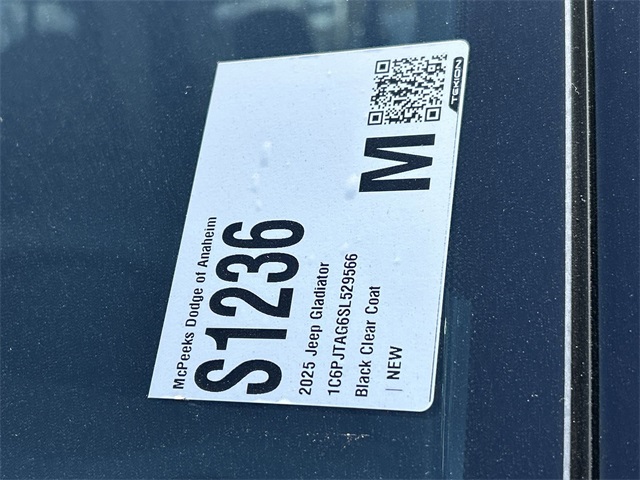 McPeeks Dodge of Anaheim
S1236
2025 Jeep Gladiator
1C6PJTAG6SL529566
Black Clear Coat
| NEW
M
TEKION